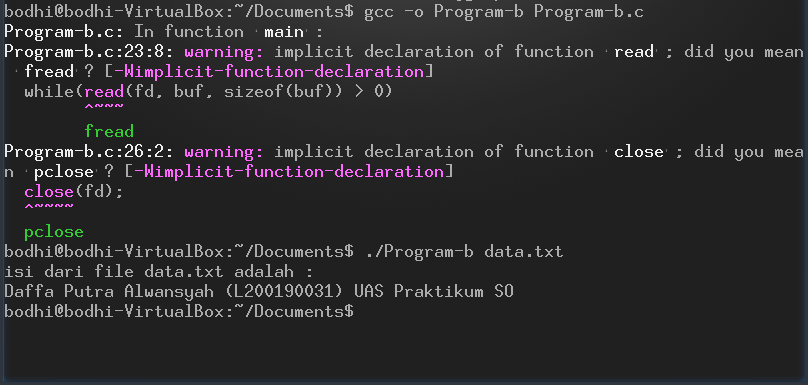 bodhi@bodhi-VirtualBox:~/Documents$ gcc -o Program-b Program-b.c
Program-b.c: In function 'main':
Program-b.c:23:8: warning: implicit declaration of function 'read'; did you mean
'fread'? [-Wimplicit-function-declaration]
while(read(fd, buf, sizeof(buf)) > 0)
^~~~
fread
Program-b.c:26:2: warning: implicit declaration of function 'close'; did you mea
n 'pclose'? [-Wimplicit-function-declaration]
close(fd);
^~~~~
pclose
bodhi@bodhi-VirtualBox:~/Documents$ ./Program-b data.txt
isi dari file data.txt adalah :
Daffa Putra Alwansyah (L200190031) UAS Praktikum SO
bodhi@bodhi-VirtualBox:~/Documents$